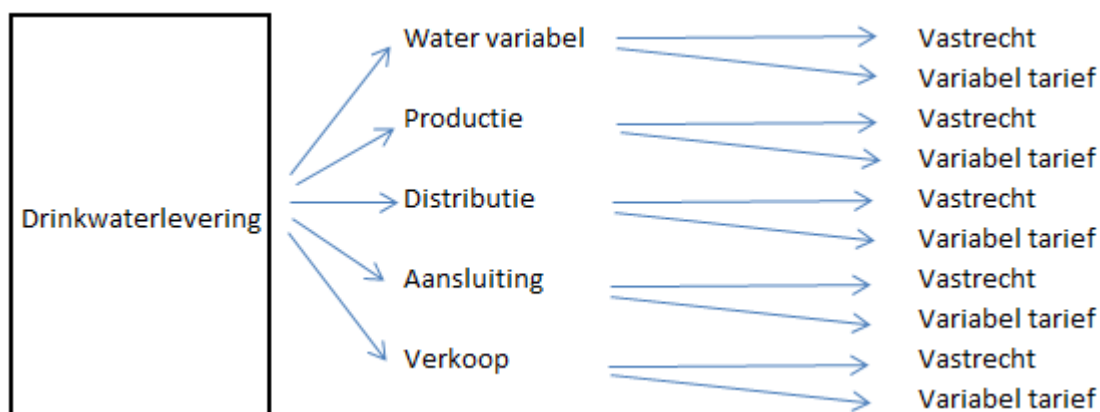 Drinkwaterlevering
Water variabel
Vastrecht
Variabel tarief
Productie
Vastrecht
Variabel tarief
Distributie
Vastrecht
Variabel tarief
Aansluiting
Vastrecht
Variabel tarief
Verkoop
Vastrecht
Variabel tarief